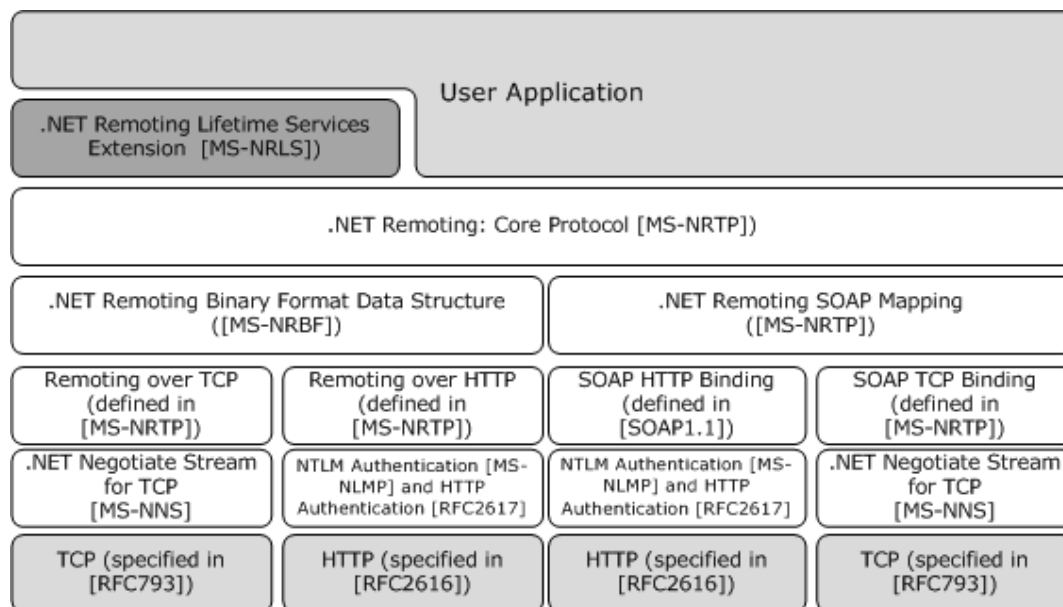 User Application
.NET Remoting Lifetime Services
Extension [MS-NRLS])
.NET Remoting: Core Protocol [MS-NRTP])
.NET Remoting Binary Format Data Structure
([MS-NRBF])
.NET Remoting SOAP Mapping
([MS-NRTP])
Remoting over TCP
(defined in
[MS-NRTP])
Remoting over HTTP
(defined in
[MS-NRTP])
SOAP HTTP Binding
(defined in
[SOAP1.1])
SOAP TCP Binding
(defined in
[MS-NRTP])
.NET Negotiate Stream
for TCP
[MS-NNS]
NTLM Authentication [MS-
NLMP] and HTTP
Authentication [RFC2617]
NTLM Authentication [MS-
NLMP] and HTTP
Authentication [RFC2617]
.NET Negotiate Stream
for TCP
[MS-NNS]
TCP (specified in
[RFC793])
HTTP (specified in
[RFC2616])
HTTP (specified in
[RFC2616])
TCP (specified in
[RFC793])